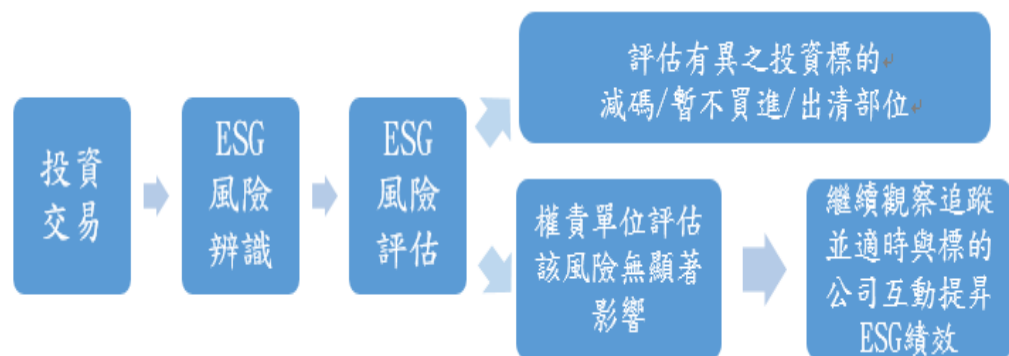 投資
交易
ESG
風險
辨識
ESG
風險
評估
評估有異之投資標的
減碼/暫不買進/出清部位
權責單位評估
該風險無顯著
影響
繼續觀察追蹤
並適時與標的
公司互動提昇
ESG績效